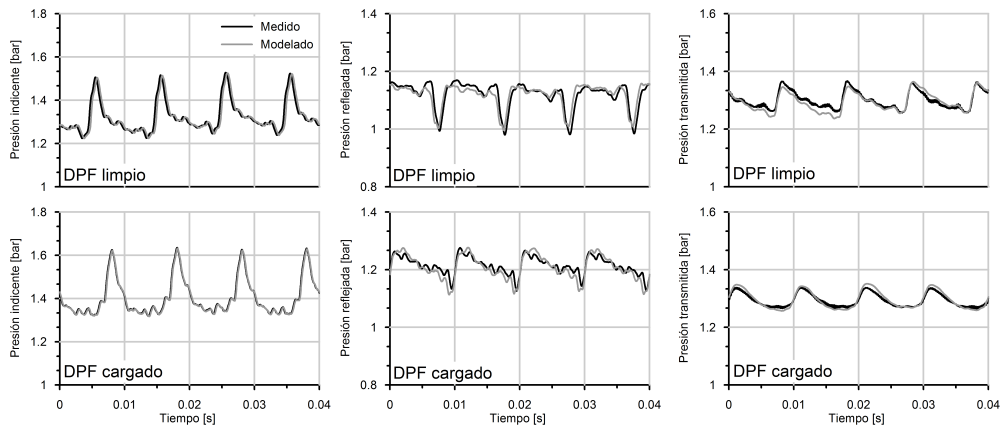 Presión indicente [bar]
1.8
1.6
1.4
1.2
1
Medido
Modelado
DPF limpio
Presión reflejada [bar]
1.4
1.2
1
0.8
DPF limpio
Presión transmitida [bar]
1.6
1.4
1.2
1
DPF limpio
Presión indicente [bar]
1.8
1.6
1.4
1.2
1
DPF cargado
0 0.01 0.02 0.03 0.04
Tiempo [s]
Presión reflejada [bar]
1.4
1.2
1
0.8
DPF cargado
0 0.01 0.02 0.03 0.04
Tiempo [s]
Presión transmitida [bar]
1.6
1.4
1.2
1
DPF cargado
0 0.01 0.02 0.03 0.04
Tiempo [s]